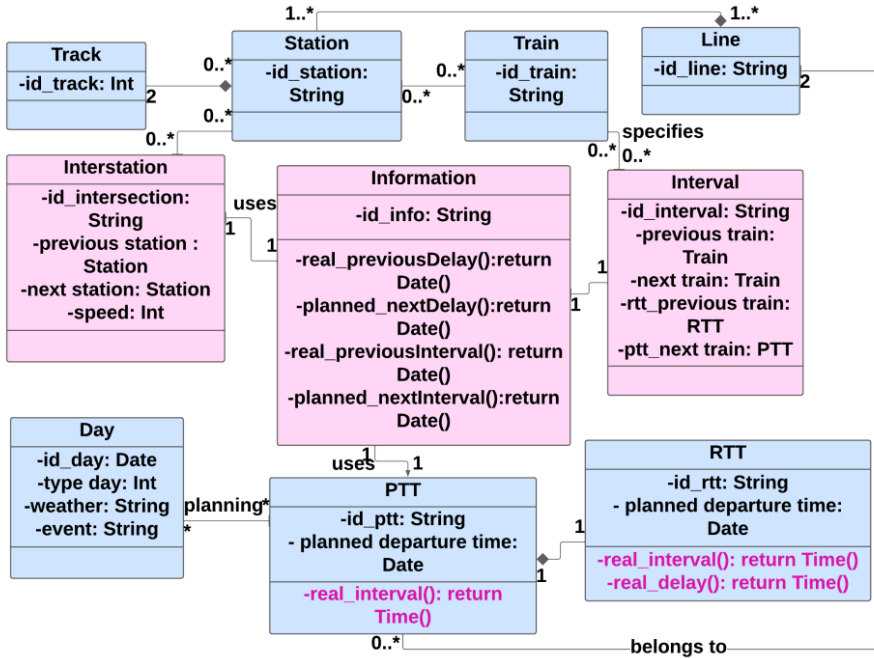 1..*
1..*
Track
-id_track: Int
2
0..*
0..*
Station
-id_station:
String
0..*
0..*
Train
-id_train:
String
Line
-id_line: String
2
0..*
specifies
0..*
0..*
Interstation
-id_intersection:
String
-previous station :
Station
-next station: Station
-speed: Int
uses
1
1
Information
-id_info: String
-real_previousDelay():return
Date()
-planned_nextDelay():return
Date()
-real_previousInterval(): return
Date()
-planned_nextInterval():return
Date()
1
1
Interval
-id_interval: String
-previous train:
Train
-next train: Train
-rtt_previous train:
RTT
-ptt_next train: PTT
Day
-id_day: Date
-type day: Int
-weather: String
-event: String
planning*
*
1
uses
1
PTT
-id_ptt: String
- planned departure time:
Date
-real_interval(): return
Time()
1
1
RTT
-id_rtt: String
- planned departure time:
Date
-real_interval(): return Time()
-real_delay(): return Time()
0..*
belongs to